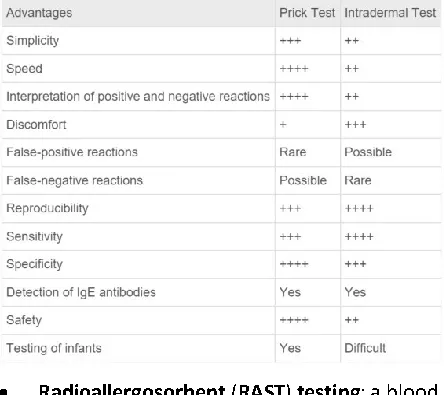 Advantages Prick Test Intradermal Test
Simplicity +++ ++
Speed ++++ ++
Interpretation of positive and negative reactions ++++ ++
Discomfort + +++
False-positive reactions Rare Possible
False-negative reactions Possible Rare
Reproducibility +++ ++++
Sensitivity +++ ++++
Specificity ++++ +++
Detection of IgE antibodies Yes Yes
Safety ++++ ++
Testing of infants Yes Difficult
• Radioallergosorbent (RAST) testing: a blood